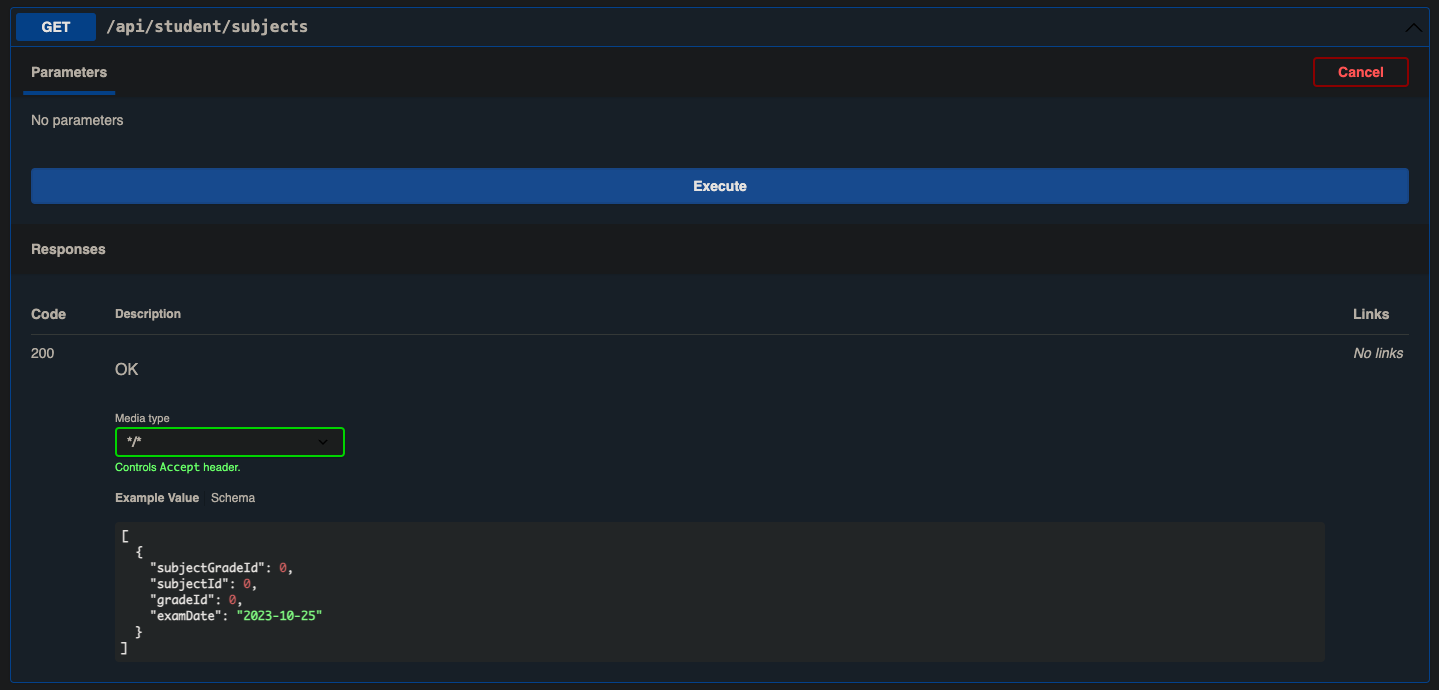 GET /api/student/subjects
Parameters
Cancel
No parameters
Execute
Responses
Code Description Links
200 OK No links
Media type
*/*
Controls Accept header.
Example Value Schema
[
  {
    "subjectGradeId": 0,
    "subjectId": 0,
    "gradeId": 0,
    "examDate": "2023-10-25"
  }
]